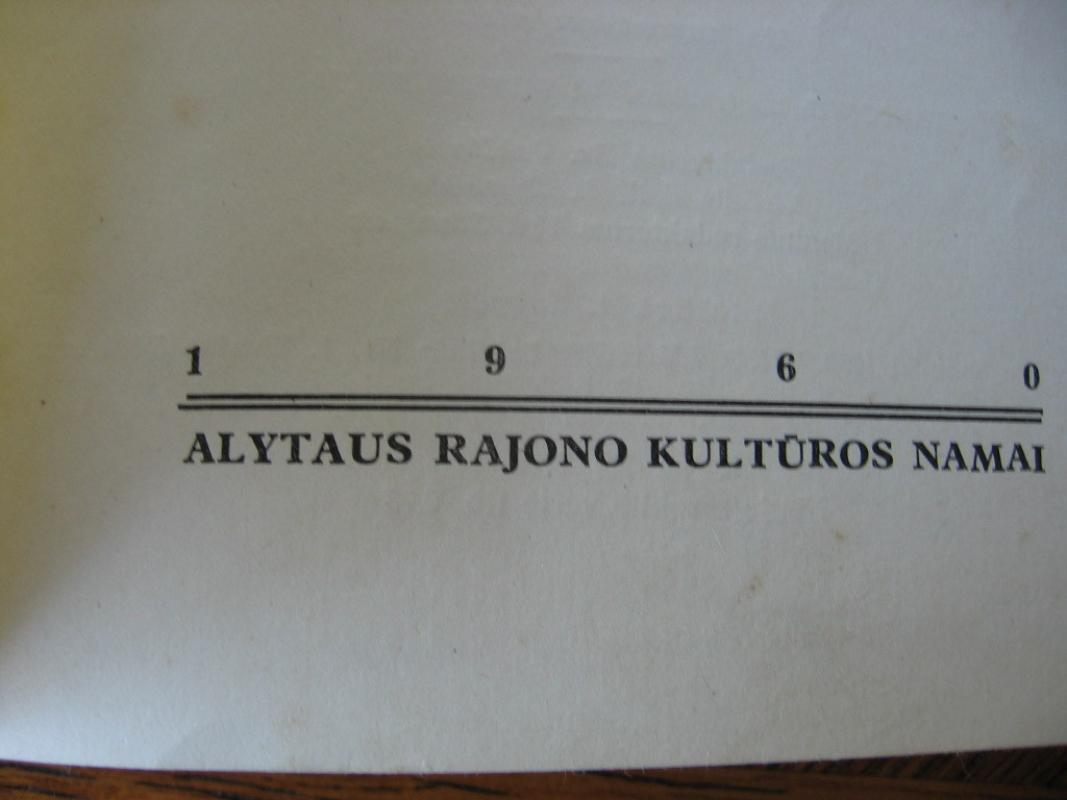 1 9 6 0
ALYTAUS RAJONO KULTŪROS NAMAI